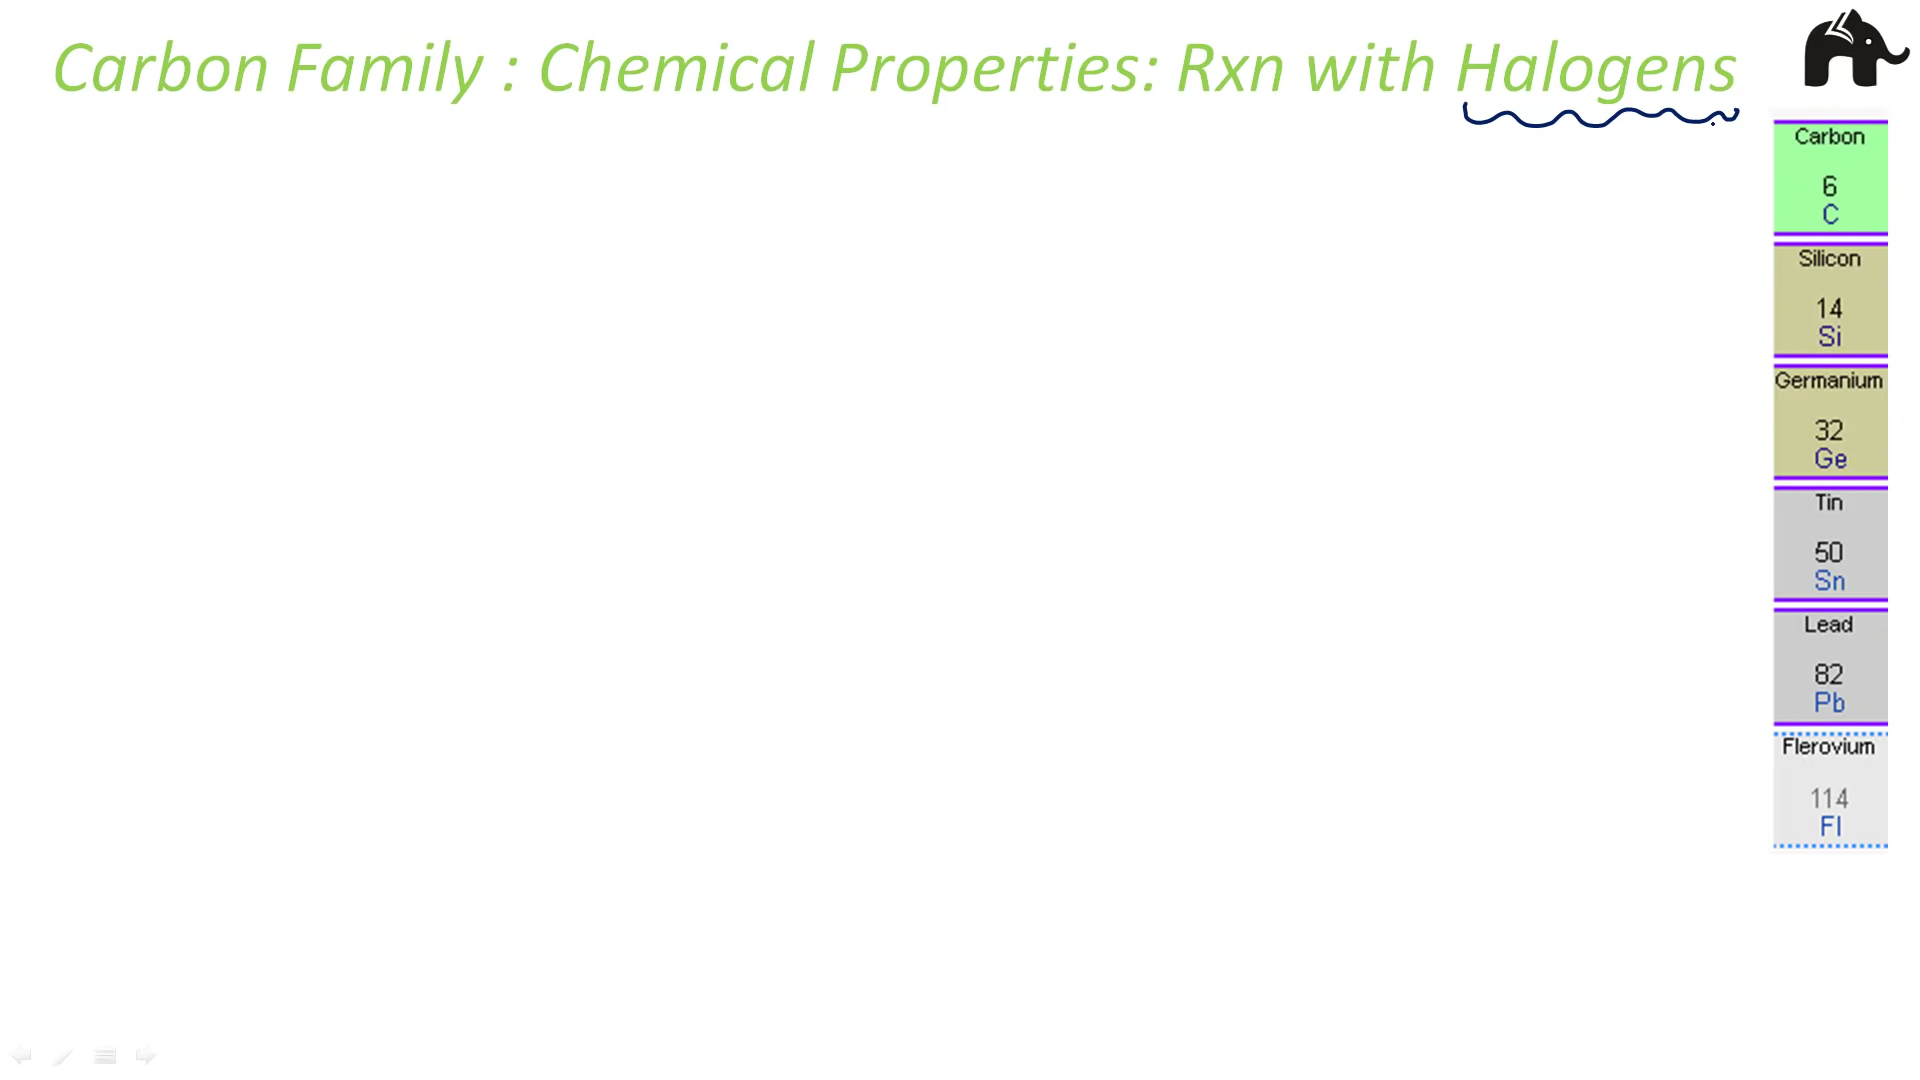 Carbon Family : Chemical Properties: Rxn with Halogens
Carbon
6
C
Silicon
14
Si
Germanium
32
Ge
Tin
50
Sn
Lead
82
Pb
Flerovium
114
Fl